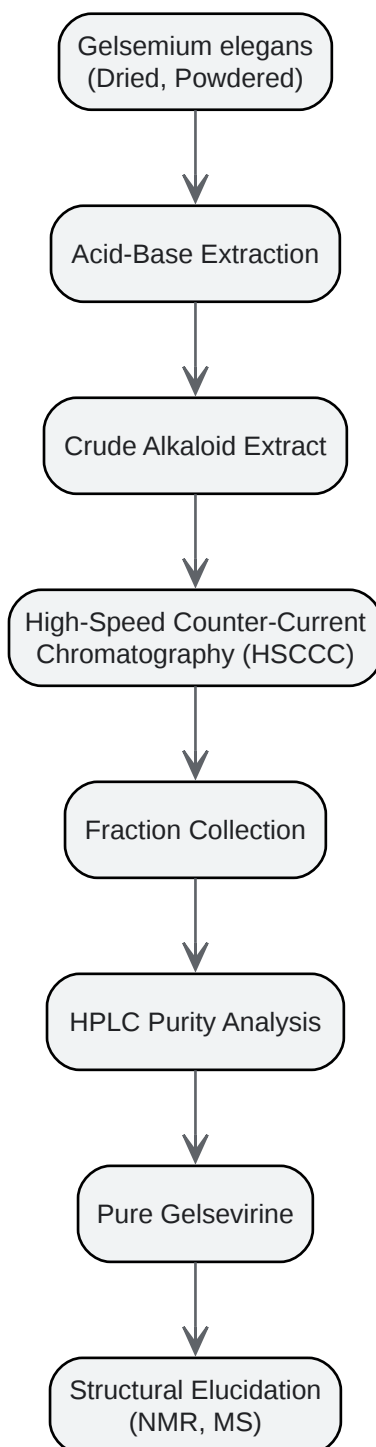 Gelsemium elegans
(Dried, Powdered)
Acid-Base Extraction
Crude Alkaloid Extract
High-Speed Counter-Current
Chromatography (HSCCC)
Fraction Collection
HPLC Purity Analysis
Pure Gelsevirine
Structural Elucidation
(NMR, MS)